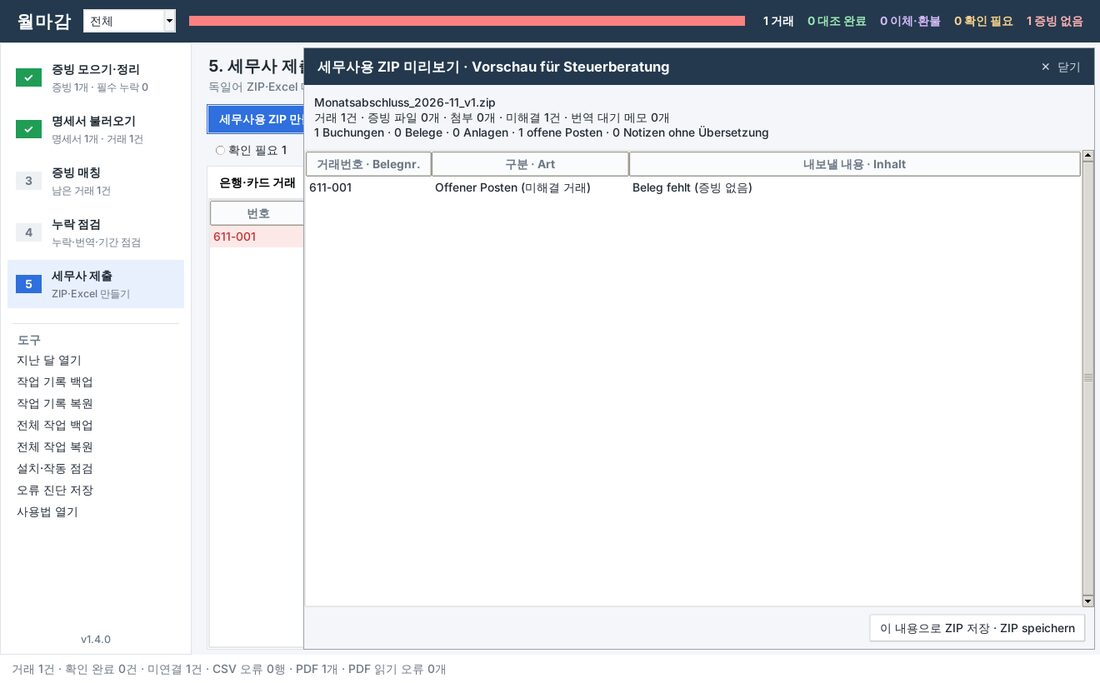 월마감 전체 1 거래 0 대조 완료 0 이체·환불 0 확인 필요 1 증빙 없음
증빙 모으기·정리
증빙 1개 · 필수 누락 0
명세서 불러오기
명세서 1개 · 거래 1건
3 증빙 매칭
남은 거래 1건
4 누락 점검
누락·번역·기간 점검
5 세무사 제출
ZIP·Excel 만들기
도구
지난 달 열기
작업 기록 백업
작업 기록 복원
전체 작업 백업
전체 작업 복원
설치·작동 점검
오류 진단 저장
사용법 열기
v1.4.0
5. 세무사 제출
독일어 ZIP·Excel
세무사용 ZIP 만
확인 필요 1
은행·카드 거래
번호
611-001
세무사용 ZIP 미리보기 · Vorschau für Steuerberatung × 닫기
Monatsabschluss_2026-11_v1.zip
거래 1건 · 증빙 파일 0개 · 첨부 0개 · 미해결 1건 · 번역 대기 메모 0개
1 Buchungen · 0 Belege · 0 Anlagen · 1 offene Posten · 0 Notizen ohne Übersetzung
거래번호 · Belegnr. 구분 · Art 내보낼 내용 · Inhalt
611-001 Offener Posten (미해결 거래) Beleg fehlt (증빙 없음)
이 내용으로 ZIP 저장 · ZIP speichern
거래 1건 · 확인 완료 0건 · 미연결 1건 · CSV 오류 0행 · PDF 1개 · PDF 읽기 오류 0개